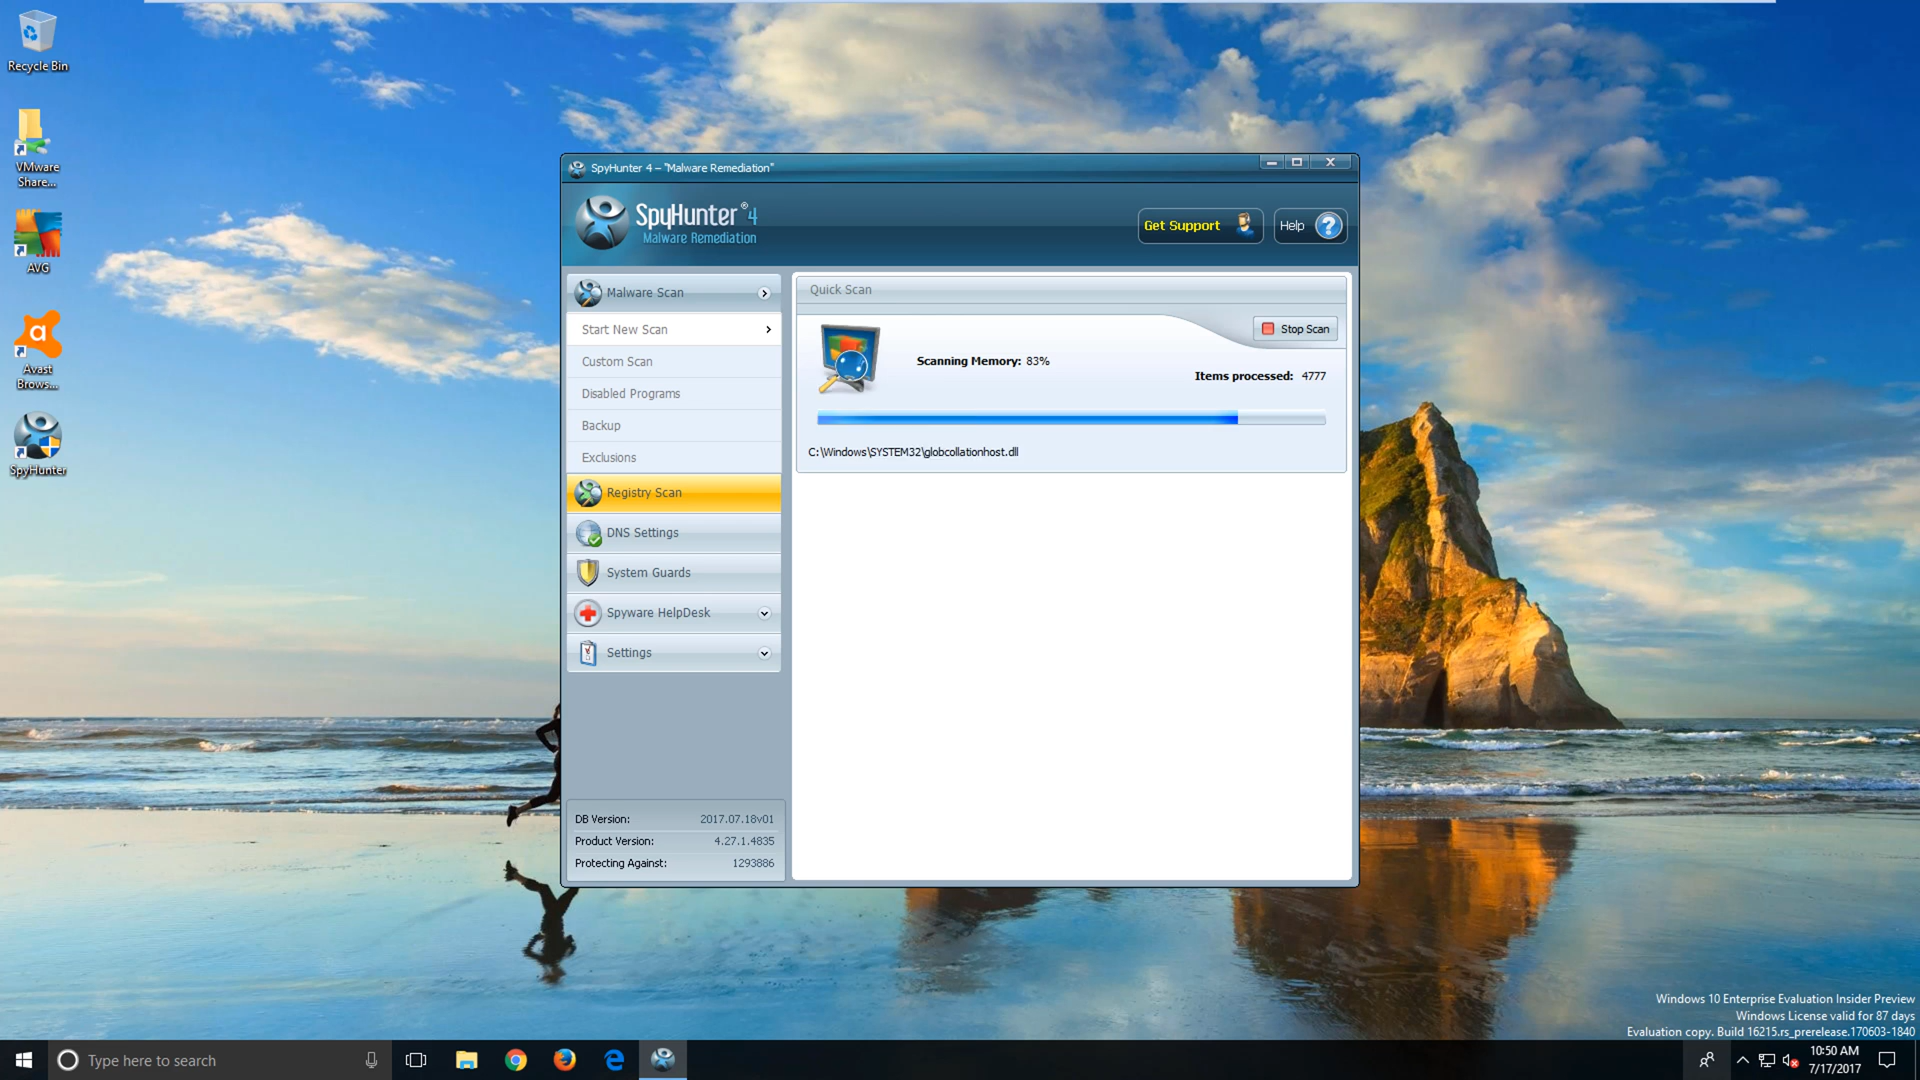 Recycle Bin
VMware
Share...
AVG
Avast
Brows...
SpyHunter
SpyHunter 4 – "Malware Remediation"
SpyHunter®4
Malware Remediation
Get Support
Help
?
Malware Scan
Start New Scan
Custom Scan
Disabled Programs
Backup
Exclusions
Registry Scan
DNS Settings
System Guards
Spyware HelpDesk
Settings
DB Version: 2017.07.18v01
Product Version: 4.27.1.4835
Protecting Against: 1293886
Quick Scan
Stop Scan
Scanning Memory: 83%
Items processed: 4777
C:\Windows\SYSTEM32\globcollationhost.dll
Windows 10 Enterprise Evaluation Insider Preview
Windows License valid for 87 days
Evaluation copy. Build 16215.rs_prerelease.170603-1840
Type here to search
10:50 AM
7/17/2017